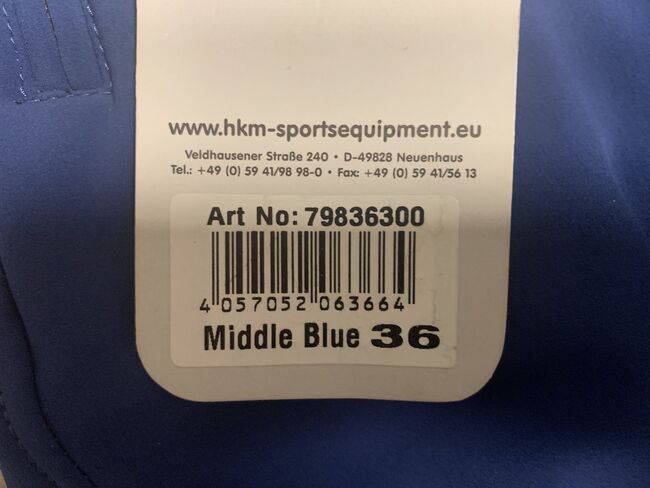 www.hkm-sportsequipment.eu
Veldhausener Straße 240 • D-49828 Neuenhaus
Tel.: +49 (0) 59 41/98 98-0 • Fax: +49 (0) 59 41/56 13
Art No: 79836300
4 057052 063664
Middle Blue 36